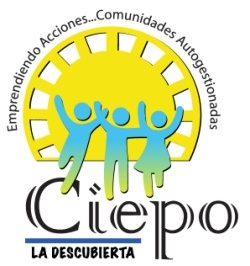 Emprendiendo Acciones...Comunidades Autogestionadas
Ciepo
LA DESCUBIERTA